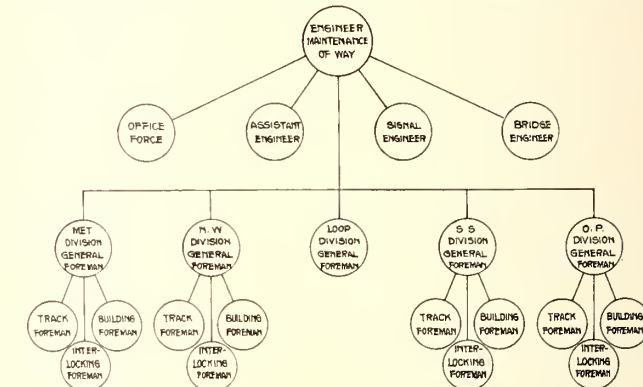 ENGINEER
MAINTENANCE
OF WAY
OFFICE
FORCE
ASSISTANT
ENGINEER
SIGNAL
ENGINEER
BRIDGE
ENGINEER
MET
DIVISION
GENERAL
FOREMAN
N. W
DIVISION
GENERAL
FOREMAN
LOOP
DIVISION
GENERAL
FOREMAN
S S
DIVISION
GENERAL
FOREMAN
O. P.
DIVISION
GENERAL
FOREMAN
TRACK
FOREMAN
BUILDING
FOREMAN
INTER-
LOCKING
FOREMAN
TRACK
FOREMAN
BUILDING
FOREMAN
INTER-
LOCKING
FOREMAN
TRACK
FOREMAN
BUILDING
FOREMAN
INTER-
LOCKING
FOREMAN
TRACK
FOREMAN
BUILDING
FOREMAN
INTER-
LOCKING
FOREMAN